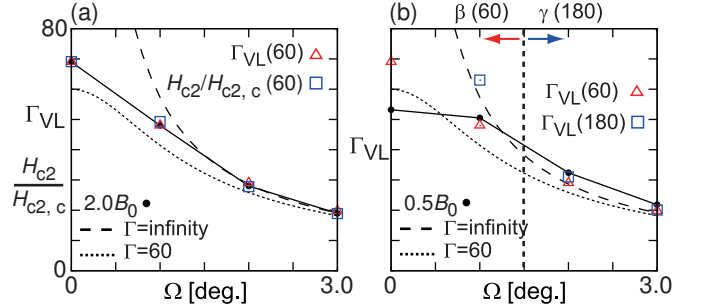 (a)
80
Γ_VL(60)
H_c2/H_c2, c(60)
Γ_VL
H_c2
H_c2, c
2.0B_0
Γ=infinity
Γ=60
0
0
Ω [deg.]
3.0
(b)
β (60)
γ (180)
Γ_VL(60)
Γ_VL(180)
Γ_VL
0.5B_0
Γ=infinity
Γ=60
0
Ω [deg.]
3.0